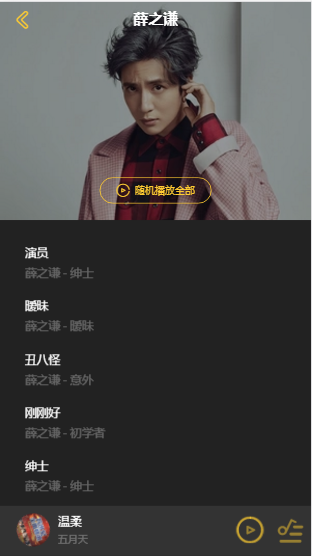 薛之谦
随机播放全部
演员
薛之谦 - 绅士
暧昧
薛之谦 - 暧昧
丑八怪
薛之谦 - 意外
刚刚好
薛之谦 - 初学者
绅士
薛之谦 - 绅士
温柔
五月天